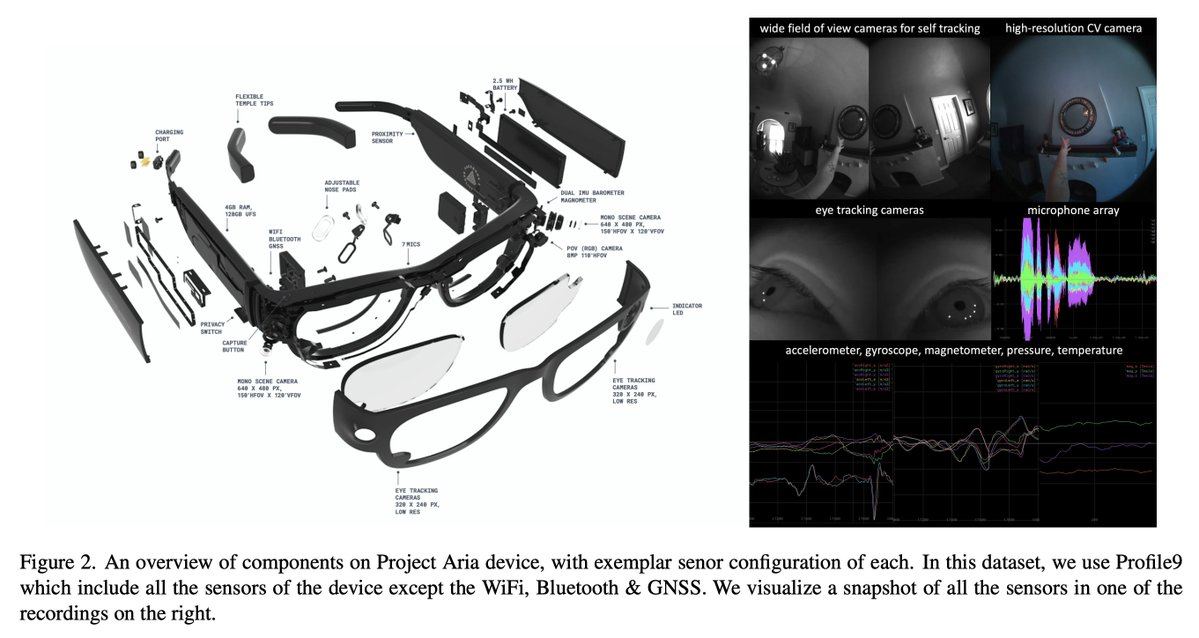 FLEXIBLE
TEMPLE TIPS
CHARGING
PORT
PROXIMITY
SENSOR
2.5 WH
BATTERY
4GB RAM,
128GB UFS
ADJUSTABLE
NOSE PADS
DUAL IMU BAROMETER
MAGNOMETER
MONO SCENE CAMERA
640 X 480 PX,
150°HFOV X 120°VFOV
WIFI
BLUETOOTH
GNSS
7 MICS
POV (RGB) CAMERA
8MP 110°HFOV
INDICATOR
LED
PRIVACY
SWITCH
CAPTURE
BUTTON
MONO SCENE CAMERA
640 X 480 PX,
150°HFOV X 120°VFOV
EYE TRACKING
CAMERAS
320 X 240 PX,
LOW RES
EYE TRACKING
CAMERAS
320 X 240 PX,
LOW RES
wide field of view cameras for self tracking
high-resolution CV camera
eye tracking cameras
microphone array
accelerometer, gyroscope, magnetometer, pressure, temperature
Figure 2. An overview of components on Project Aria device, with exemplar senor configuration of each. In this dataset, we use Profile9
which include all the sensors of the device except the WiFi, Bluetooth & GNSS. We visualize a snapshot of all the sensors in one of the
recordings on the right.